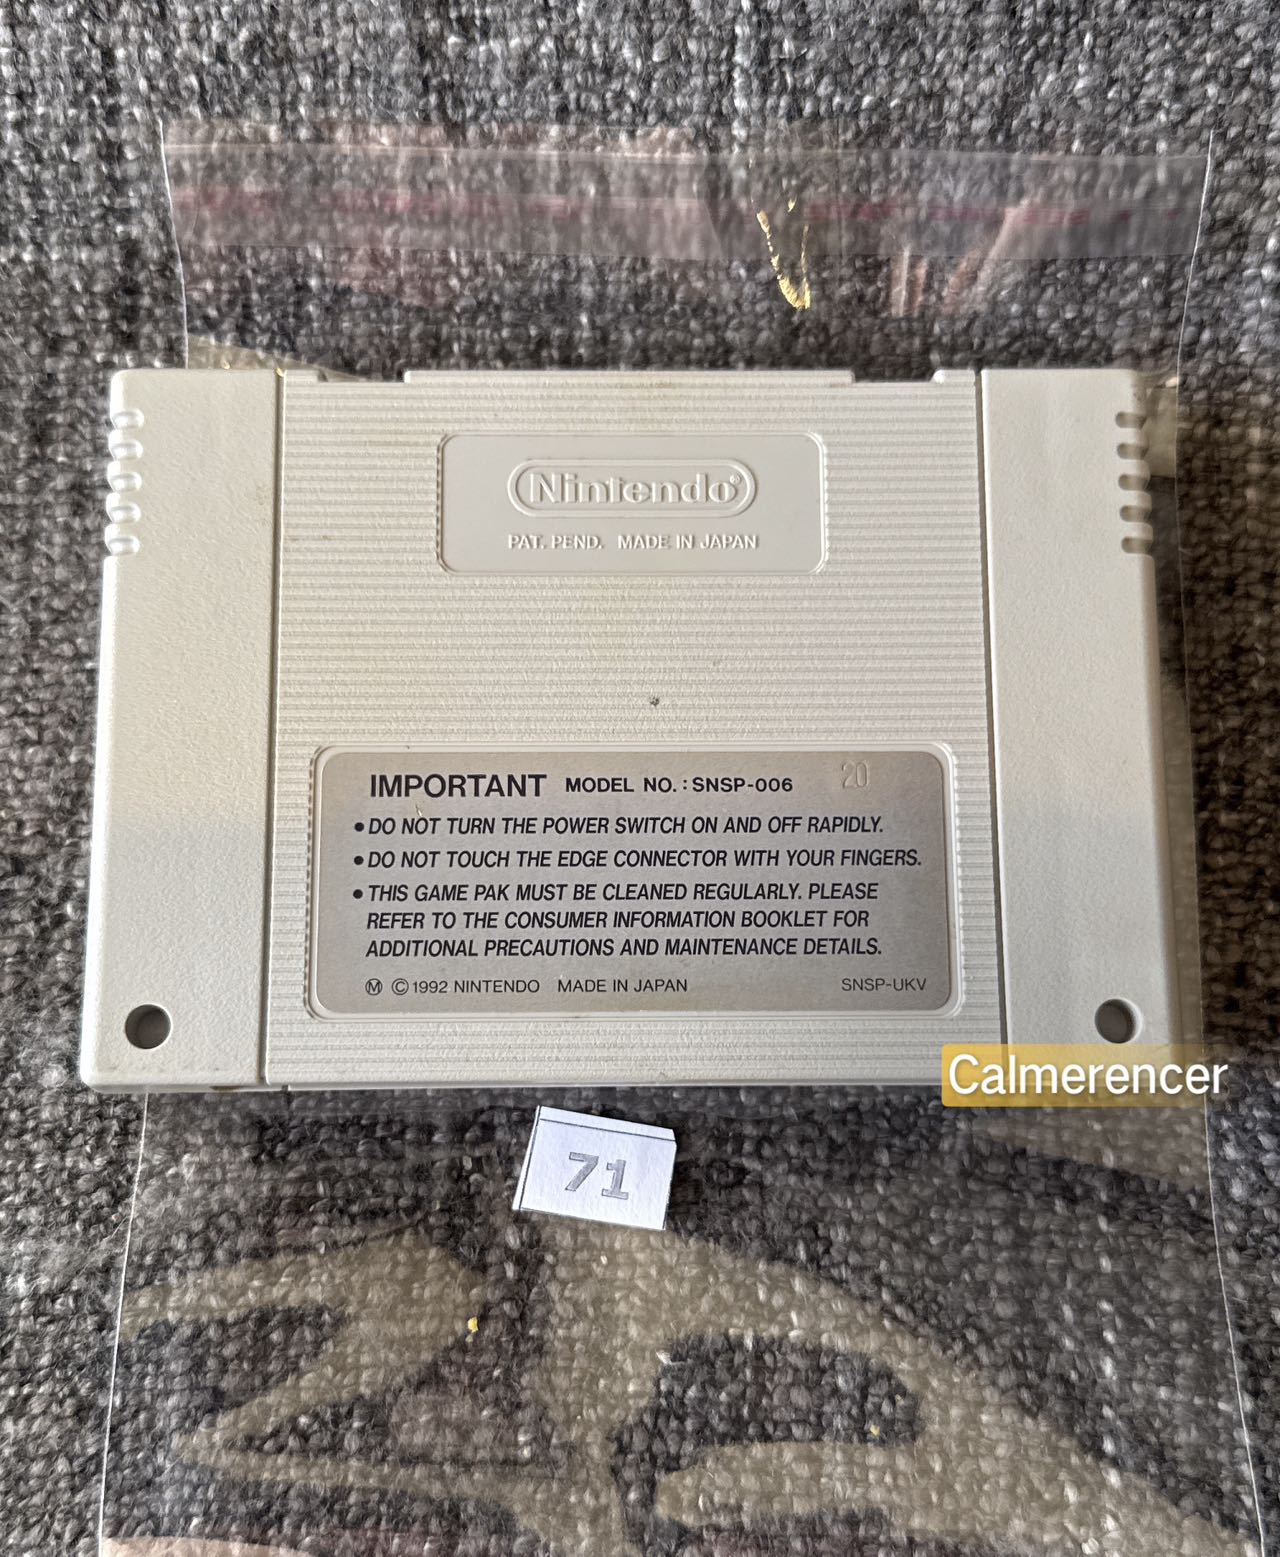 Nintendo®
PAT. PEND. MADE IN JAPAN
IMPORTANT MODEL NO.: SNSP-006 20
•DO NOT TURN THE POWER SWITCH ON AND OFF RAPIDLY.
•DO NOT TOUCH THE EDGE CONNECTOR WITH YOUR FINGERS.
•THIS GAME PAK MUST BE CLEANED REGULARLY. PLEASE
REFER TO THE CONSUMER INFORMATION BOOKLET FOR
ADDITIONAL PRECAUTIONS AND MAINTENANCE DETAILS.
Ⓜ ©1992 NINTENDO MADE IN JAPAN SNSP-UKV
Calmerencer
71